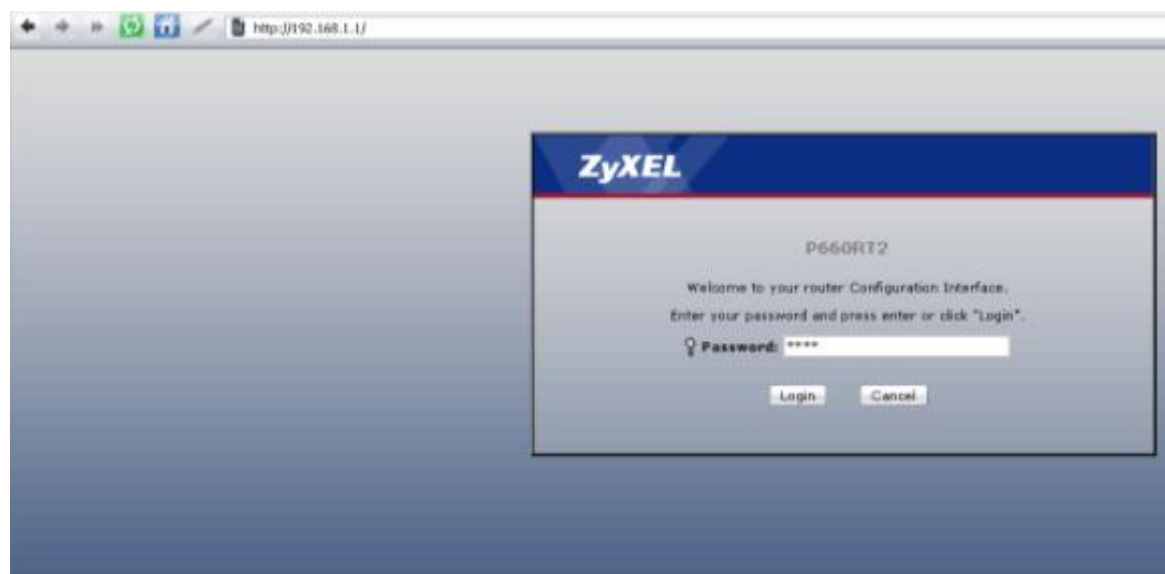 http://192.168.1.1/
ZyXEL
P660RT2
Welcome to your router Configuration Interface.
Enter your password and press enter or click "Login".
Password: ****
Login Cancel